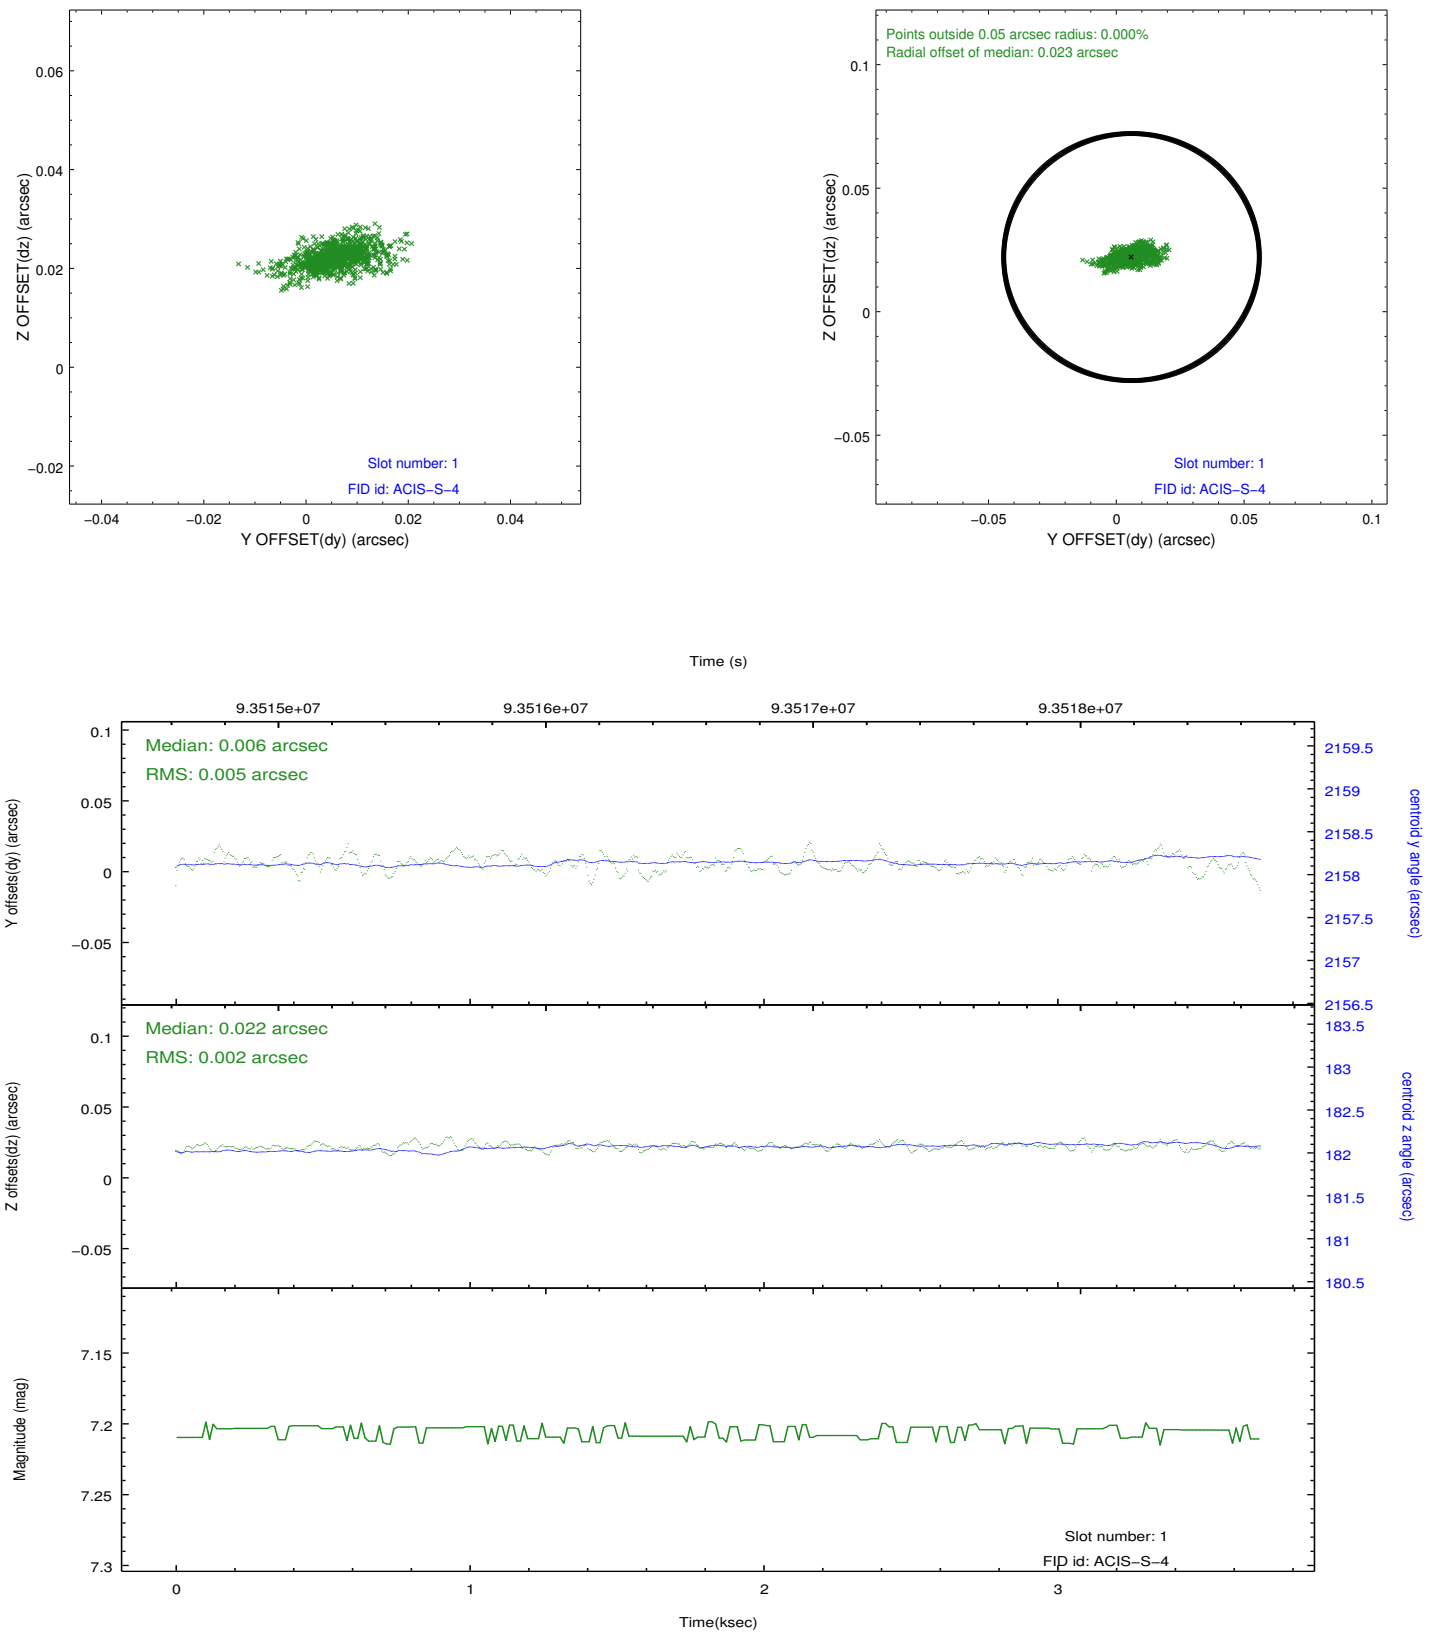 0.06
0.04
0.02
0
−0.02
Z OFFSET(dz) (arcsec)
Slot number: 1
FID id: ACIS−S−4
−0.04
−0.02
0
0.02
0.04
Y OFFSET(dy) (arcsec)
Points outside 0.05 arcsec radius: 0.000%
Radial offset of median: 0.023 arcsec
0.1
0.05
0
−0.05
Z OFFSET(dz) (arcsec)
Slot number: 1
FID id: ACIS−S−4
−0.05
0
0.05
0.1
Y OFFSET(dy) (arcsec)
Time (s)
9.3515e+07
9.3516e+07
9.3517e+07
9.3518e+07
Median: 0.006 arcsec
RMS: 0.005 arcsec
0.1
0.05
0
−0.05
Y offsets(dy) (arcsec)
2159.5
2159
2158.5
2158
2157.5
2157
2156.5
centroid y angle (arcsec)
Median: 0.022 arcsec
RMS: 0.002 arcsec
0.1
0.05
0
−0.05
Z offsets(dz) (arcsec)
183.5
183
182.5
182
181.5
181
180.5
centroid z angle (arcsec)
7.15
7.2
7.25
7.3
Magnitude (mag)
Slot number: 1
FID id: ACIS−S−4
0
1
2
3
Time(ksec)